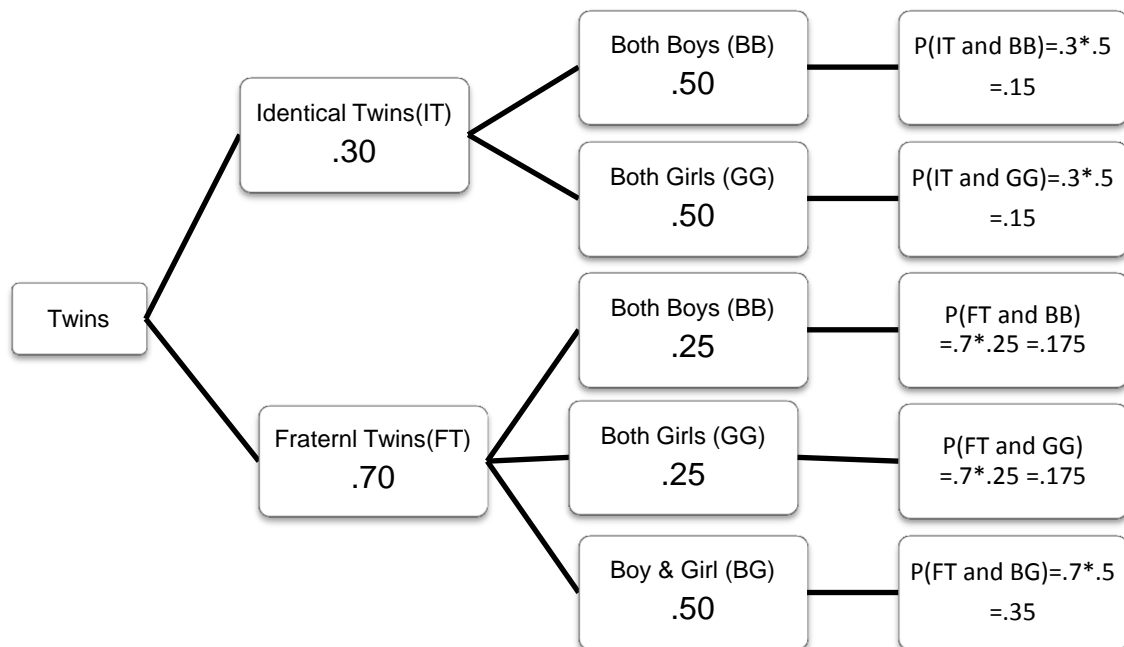 Twins
Identical Twins(IT)
.30
Fraternl Twins(FT)
.70
Both Boys (BB)
.50
Both Girls (GG)
.50
Both Boys (BB)
.25
Both Girls (GG)
.25
Boy & Girl (BG)
.50
P(IT and BB)=.3*.5
=.15
P(IT and GG)=.3*.5
=.15
P(FT and BB)
=.7*.25 =.175
P(FT and GG)
=.7*.25 =.175
P(FT and BG)=.7*.5
=.35